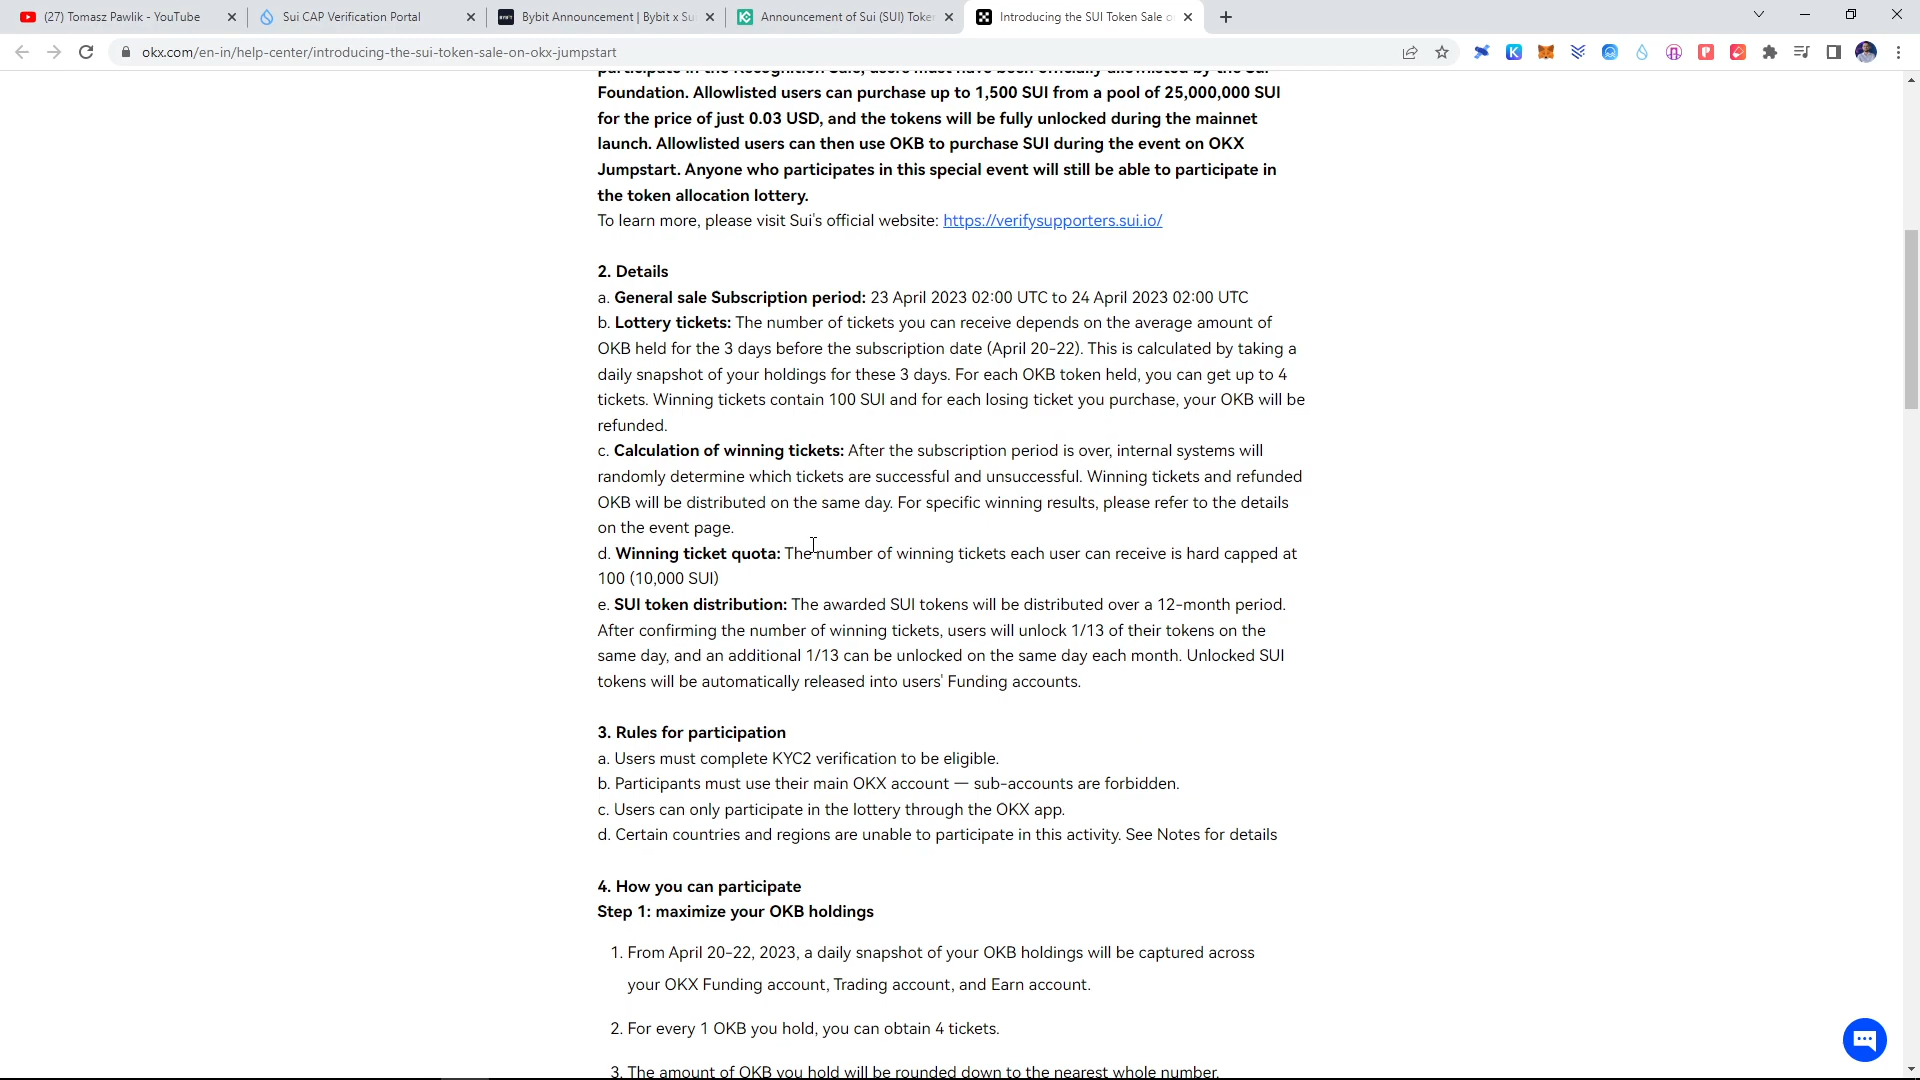 (27) Tomasz Pawlik - YouTube
Sui CAP Verification Portal
Bybit Announcement | Bybit x Su
Announcement of Sui (SUI) Toke
Introducing the SUI Token Sale o
okx.com/en-in/help-center/introducing-the-sui-token-sale-on-okx-jumpstart
participate in the Recognition Sale, users must have been officially allowlisted by the Sui
Foundation. Allowlisted users can purchase up to 1,500 SUI from a pool of 25,000,000 SUI
for the price of just 0.03 USD, and the tokens will be fully unlocked during the mainnet
launch. Allowlisted users can then use OKB to purchase SUI during the event on OKX
Jumpstart. Anyone who participates in this special event will still be able to participate in
the token allocation lottery.
To learn more, please visit Sui's official website: https://verifysupporters.sui.io/
2. Details
a. General sale Subscription period: 23 April 2023 02:00 UTC to 24 April 2023 02:00 UTC
b. Lottery tickets: The number of tickets you can receive depends on the average amount of
OKB held for the 3 days before the subscription date (April 20-22). This is calculated by taking a
daily snapshot of your holdings for these 3 days. For each OKB token held, you can get up to 4
tickets. Winning tickets contain 100 SUI and for each losing ticket you purchase, your OKB will be
refunded.
c. Calculation of winning tickets: After the subscription period is over, internal systems will
randomly determine which tickets are successful and unsuccessful. Winning tickets and refunded
OKB will be distributed on the same day. For specific winning results, please refer to the details
on the event page.
d. Winning ticket quota: The number of winning tickets each user can receive is hard capped at
100 (10,000 SUI)
e. SUI token distribution: The awarded SUI tokens will be distributed over a 12-month period.
After confirming the number of winning tickets, users will unlock 1/13 of their tokens on the
same day, and an additional 1/13 can be unlocked on the same day each month. Unlocked SUI
tokens will be automatically released into users' Funding accounts.
3. Rules for participation
a. Users must complete KYC2 verification to be eligible.
b. Participants must use their main OKX account — sub-accounts are forbidden.
c. Users can only participate in the lottery through the OKX app.
d. Certain countries and regions are unable to participate in this activity. See Notes for details
4. How you can participate
Step 1: maximize your OKB holdings
1. From April 20-22, 2023, a daily snapshot of your OKB holdings will be captured across
your OKX Funding account, Trading account, and Earn account.
2. For every 1 OKB you hold, you can obtain 4 tickets.
3. The amount of OKB you hold will be rounded down to the nearest whole number.